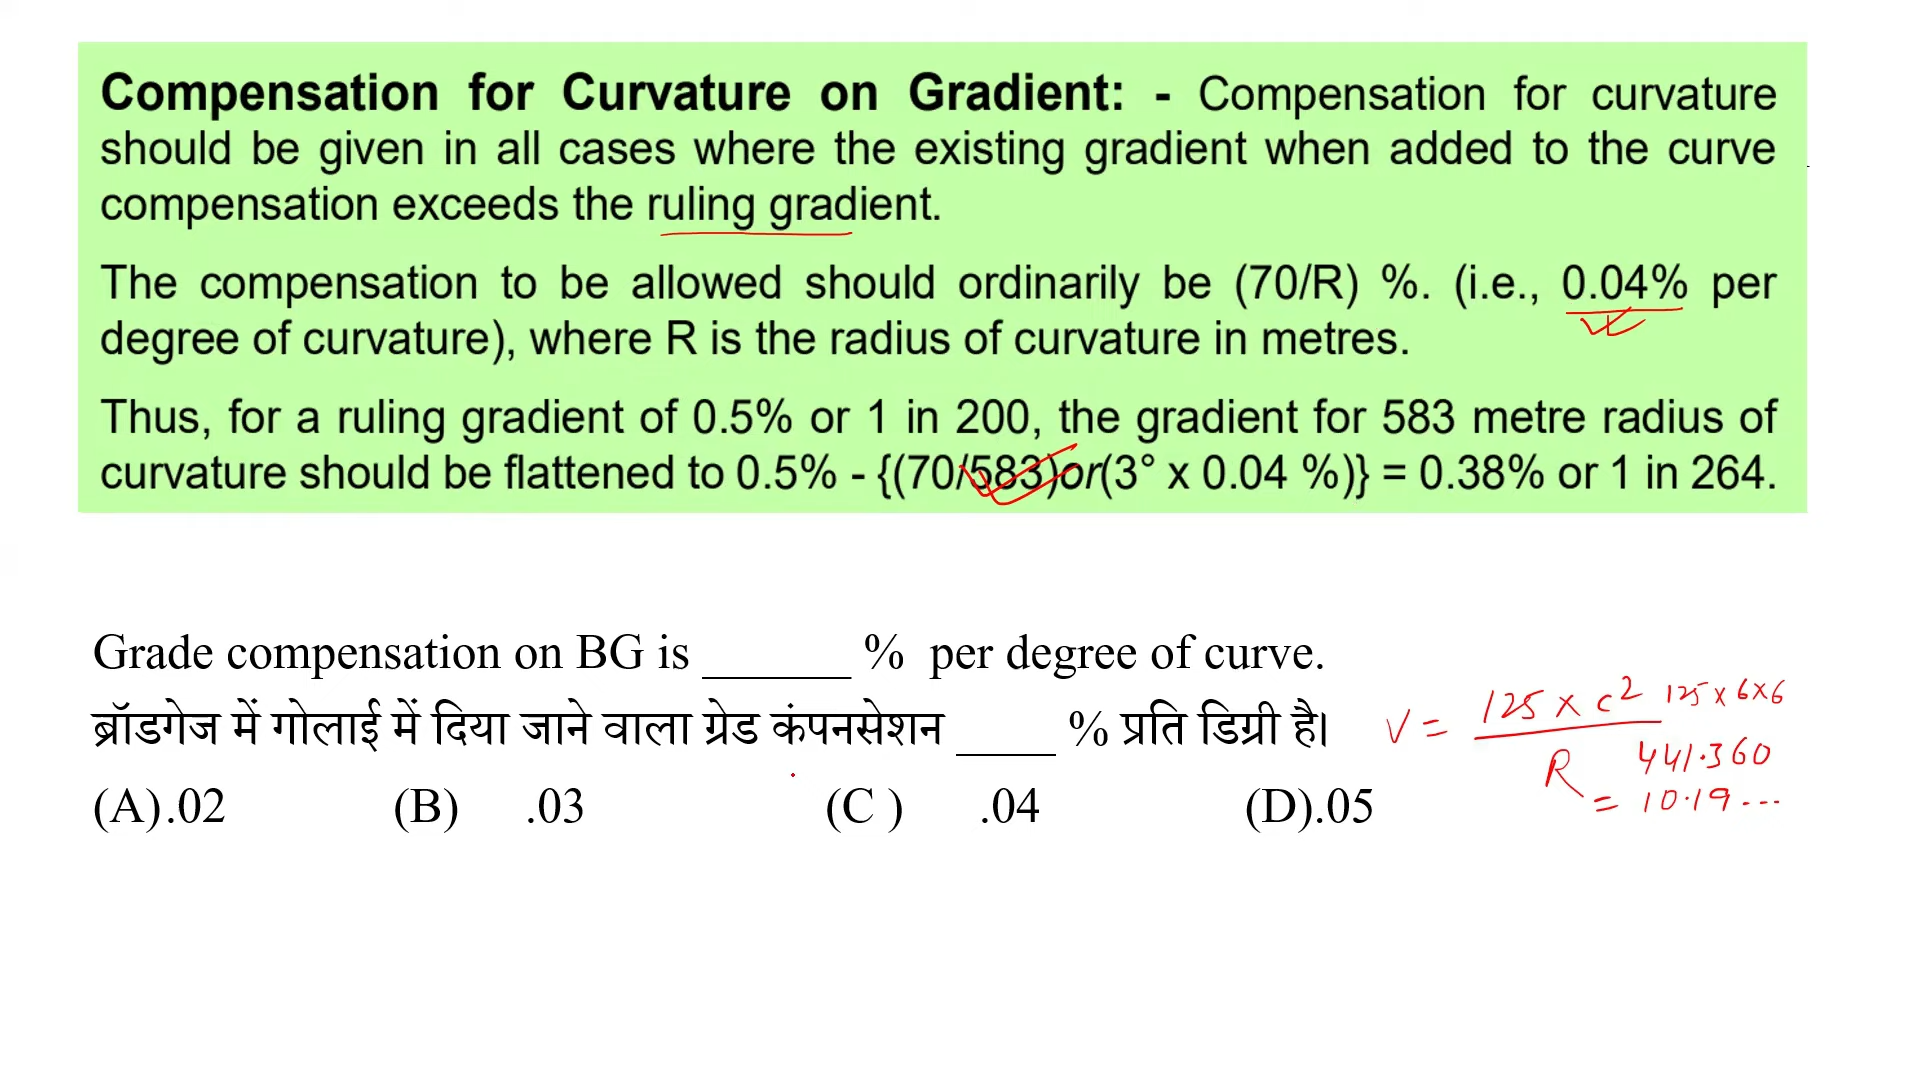 Compensation for Curvature on Gradient: - Compensation for curvature
should be given in all cases where the existing gradient when added to the curve
compensation exceeds the ruling gradient.
The compensation to be allowed should ordinarily be (70/R) %. (i.e., 0.04% per
degree of curvature), where R is the radius of curvature in metres.
Thus, for a ruling gradient of 0.5% or 1 in 200, the gradient for 583 metre radius of
curvature should be flattened to 0.5% - {(70/583)or(3° x 0.04 %)} = 0.38% or 1 in 264.
Grade compensation on BG is ______ % per degree of curve.
ब्रॉडगेज में गोलाई में दिया जाने वाला ग्रेड कंपनसेशन ____ % प्रति डिग्री है।
(A).02 (B) .03 (C ) .04 (D).05
V = 125 x c2 125 x 6x6
R 441.360
= 10.19 ...